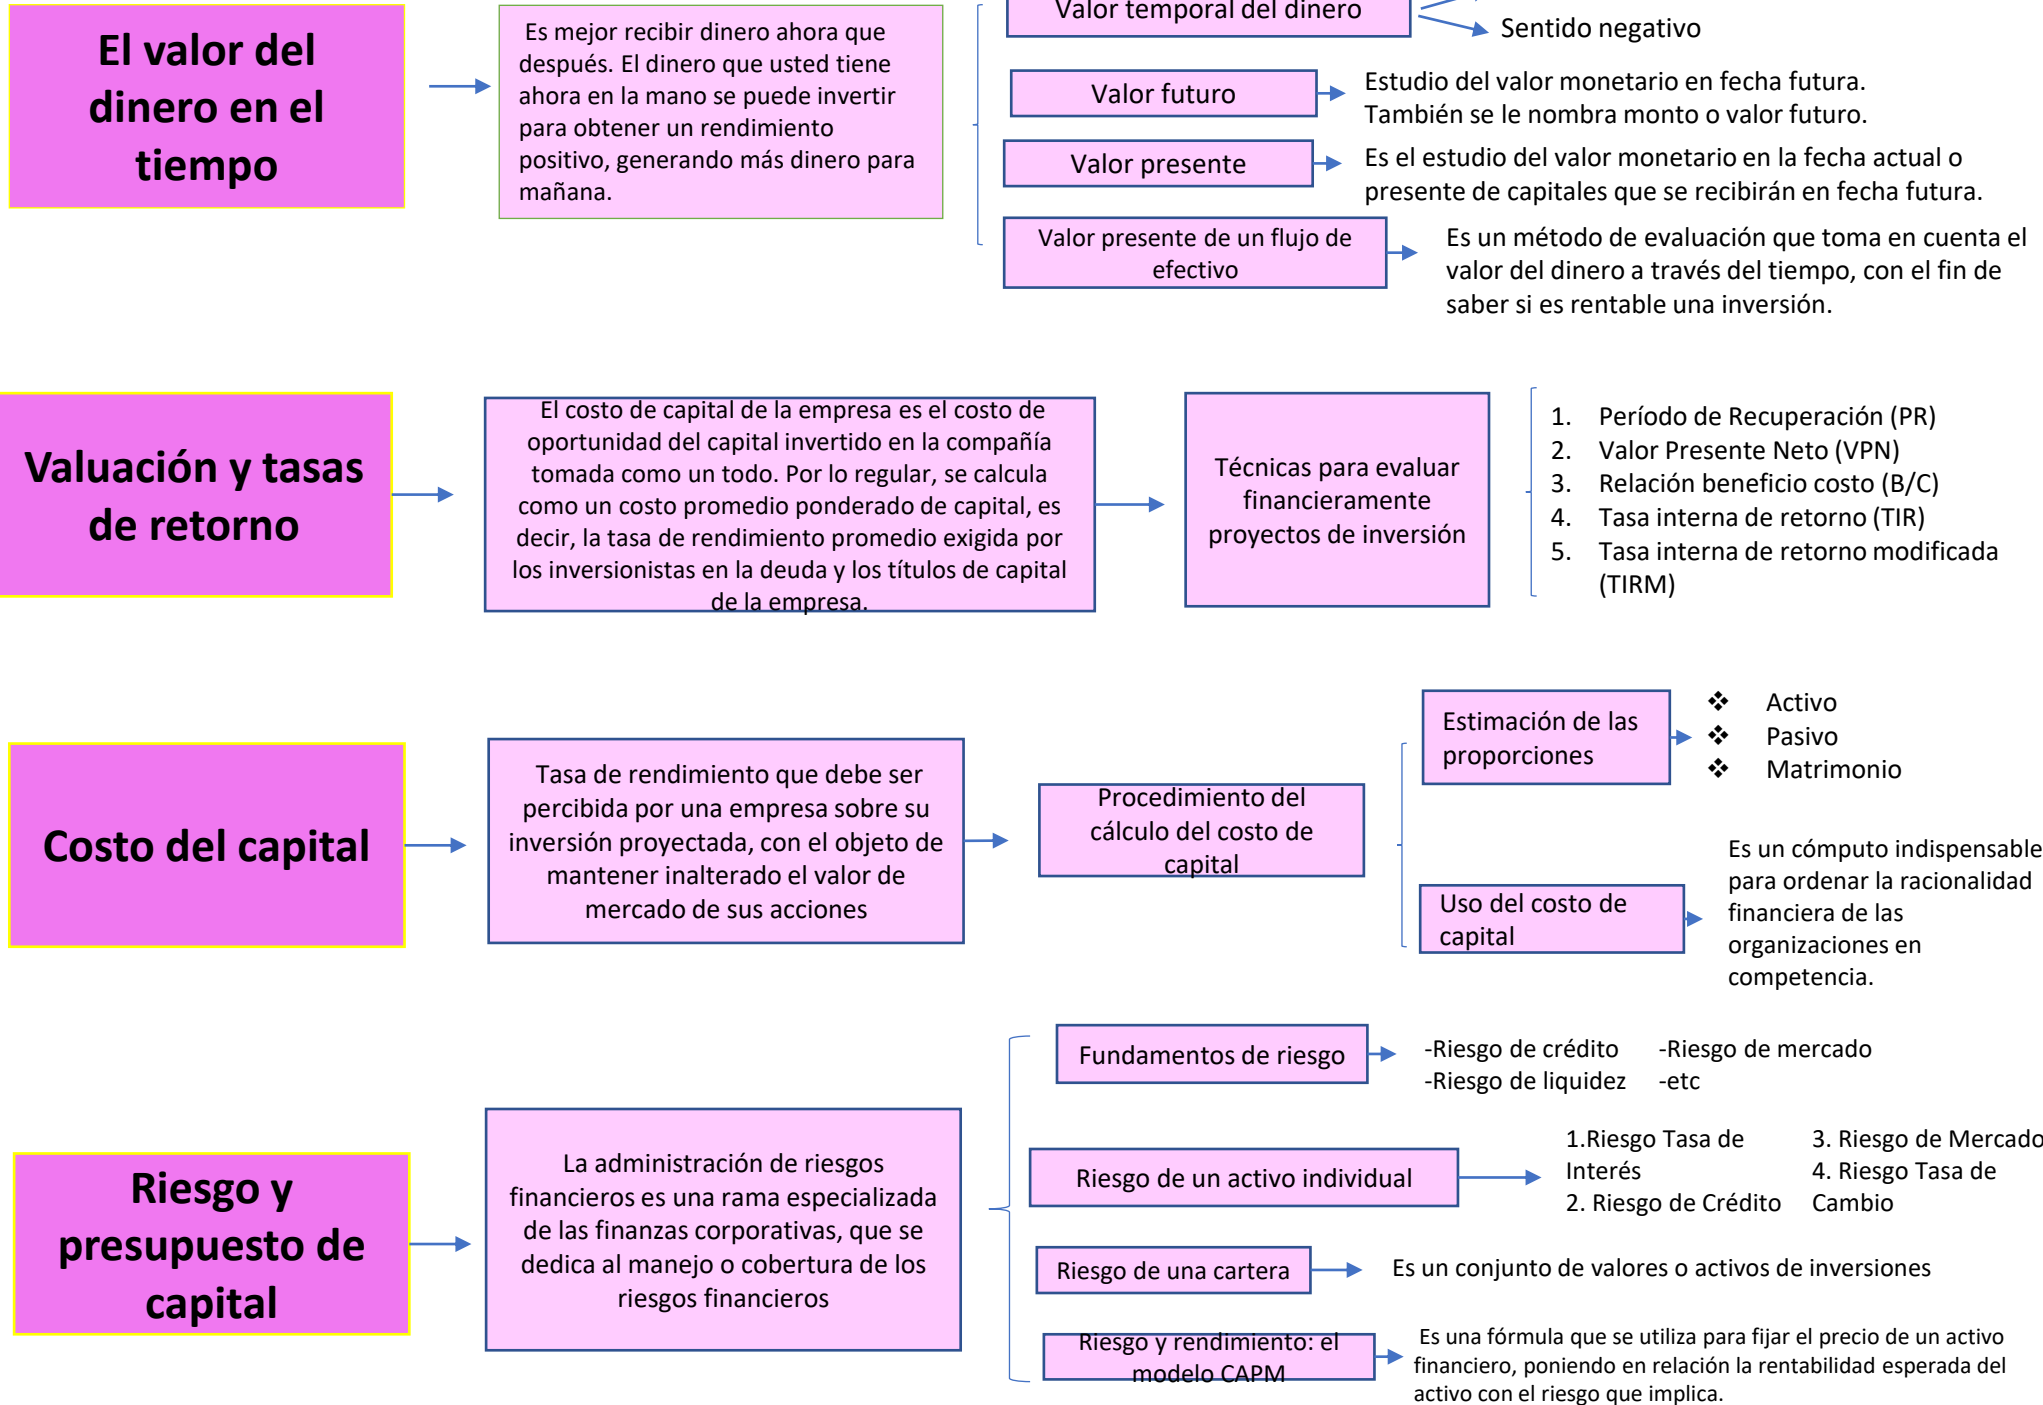 El valor del
dinero en el
tiempo
Es mejor recibir dinero ahora que
después. El dinero que usted tiene
ahora en la mano se puede invertir
para obtener un rendimiento
positivo, generando más dinero para
mañana.
Valor temporal del dinero
Sentido negativo
Valor futuro
Estudio del valor monetario en fecha futura.
También se le nombra monto o valor futuro.
Valor presente
Es el estudio del valor monetario en la fecha actual o
presente de capitales que se recibirán en fecha futura.
Valor presente de un flujo de
efectivo
Es un método de evaluación que toma en cuenta el
valor del dinero a través del tiempo, con el fin de
saber si es rentable una inversión.
Valuación y tasas
de retorno
El costo de capital de la empresa es el costo de
oportunidad del capital invertido en la compañía
tomada como un todo. Por lo regular, se calcula
como un costo promedio ponderado de capital, es
decir, la tasa de rendimiento promedio exigida por
los inversionistas en la deuda y los títulos de capital
de la empresa.
Técnicas para evaluar
financieramente
proyectos de inversión
1. Período de Recuperación (PR)
2. Valor Presente Neto (VPN)
3. Relación beneficio costo (B/C)
4. Tasa interna de retorno (TIR)
5. Tasa interna de retorno modificada
(TIRM)
Costo del capital
Tasa de rendimiento que debe ser
percibida por una empresa sobre su
inversión proyectada, con el objeto de
mantener inalterado el valor de
mercado de sus acciones
Procedimiento del
cálculo del costo de
capital
Estimación de las
proporciones
❖ Activo
❖ Pasivo
❖ Matrimonio
Uso del costo de
capital
Es un cómputo indispensable
para ordenar la racionalidad
financiera de las
organizaciones en
competencia.
Riesgo y
presupuesto de
capital
La administración de riesgos
financieros es una rama especializada
de las finanzas corporativas, que se
dedica al manejo o cobertura de los
riesgos financieros
Fundamentos de riesgo
-Riesgo de crédito -Riesgo de mercado
-Riesgo de liquidez -etc
Riesgo de un activo individual
1.Riesgo Tasa de
Interés
2. Riesgo de Crédito
3. Riesgo de Mercado
4. Riesgo Tasa de
Cambio
Riesgo de una cartera
Es un conjunto de valores o activos de inversiones
Riesgo y rendimiento: el
modelo CAPM
Es una fórmula que se utiliza para fijar el precio de un activo
financiero, poniendo en relación la rentabilidad esperada del
activo con el riesgo que implica.